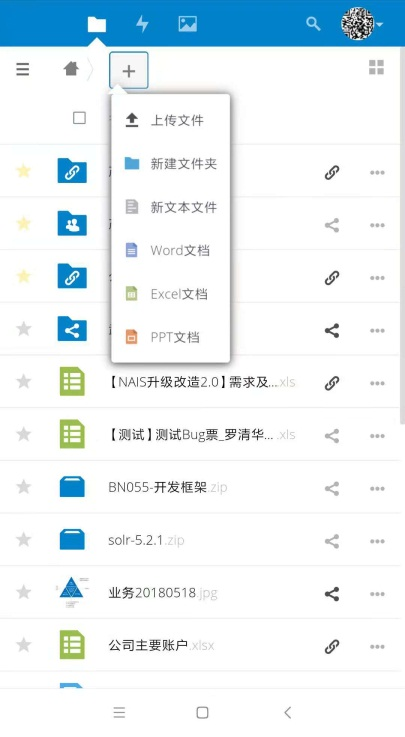 上传文件
新建文件夹
新文本文件
Word文档
Excel文档
PPT文档
【NAIS升级改造2.0】需求及... .xls
【测试】测试Bug票_罗清华... .xls
BN055-开发框架.zip
solr-5.2.1.zip
业务20180518.jpg
公司主要账户.xlsx